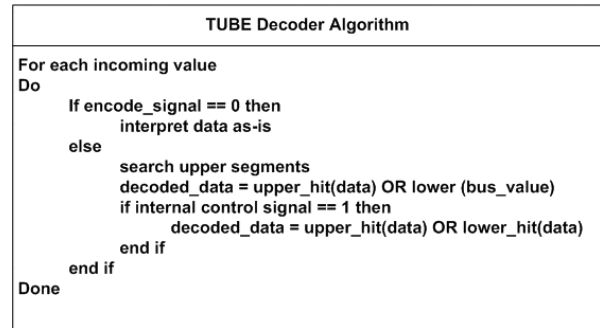 TUBE Decoder Algorithm
For each incoming value
Do
If encode_signal == 0 then
interpret data as-is
else
search upper segments
decoded_data = upper_hit(data) OR lower (bus_value)
if internal control signal == 1 then
decoded_data = upper_hit(data) OR lower_hit(data)
end if
end if
Done